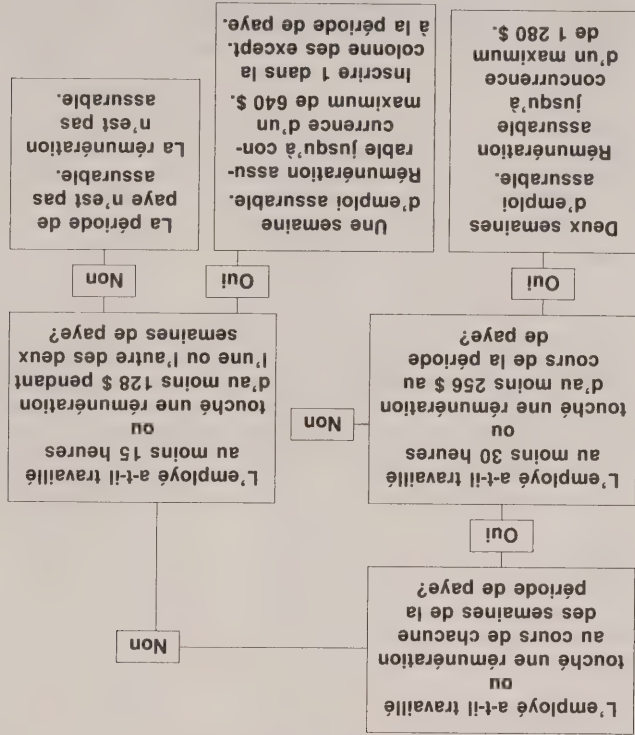 L'employé a-t-il travaillé
ou
touché une rémunération
au cours de chacune
des semaines de la
période de paye?
Non
Oui
L'employé a-t-il travaillé
au moins 30 heures
ou
touché une rémunération
d'au moins 256 $ au
cours de la période
de paye?
Non
L'employé a-t-il travaillé
au moins 15 heures
ou
touché une rémunération
d'au moins 128 $ pendant
l'une ou l'autre des deux
semaines de paye?
Oui
Oui
Non
Deux semaines
d'emploi
assurable.
Rémunération
assurable
jusqu'à
concurrence
d'un maximum
de 1 280 $.
Une semaine
d'emploi assurable.
Rémunération assu-
rable jusqu'à con-
currence d'un
maximum de 640 $.
Inscrire 1 dans la
colonne des except.
à la période de paye.
La période de
paye n'est pas
assurable.
La rémunération
n'est pas
assurable.